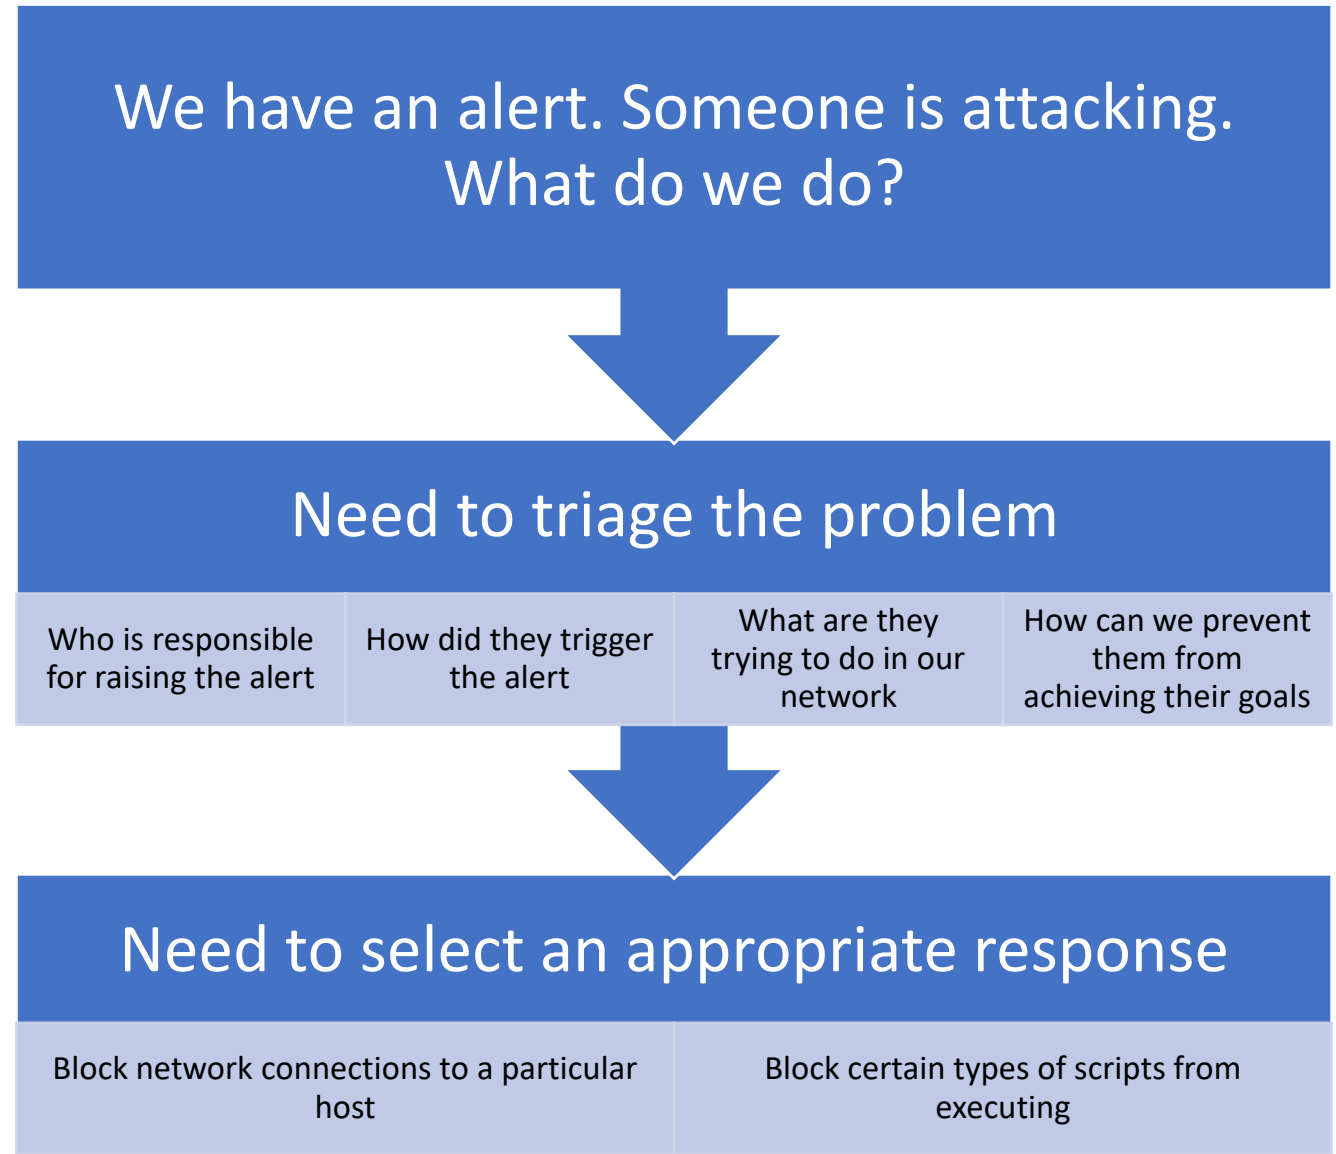 We have an alert. Someone is attacking.
What do we do?
Need to triage the problem
Who is responsible
for raising the alert
How did they trigger
the alert
What are they
trying to do in our
network
How can we prevent
them from
achieving their goals
Need to select an appropriate response
Block network connections to a particular
host
Block certain types of scripts from
executing